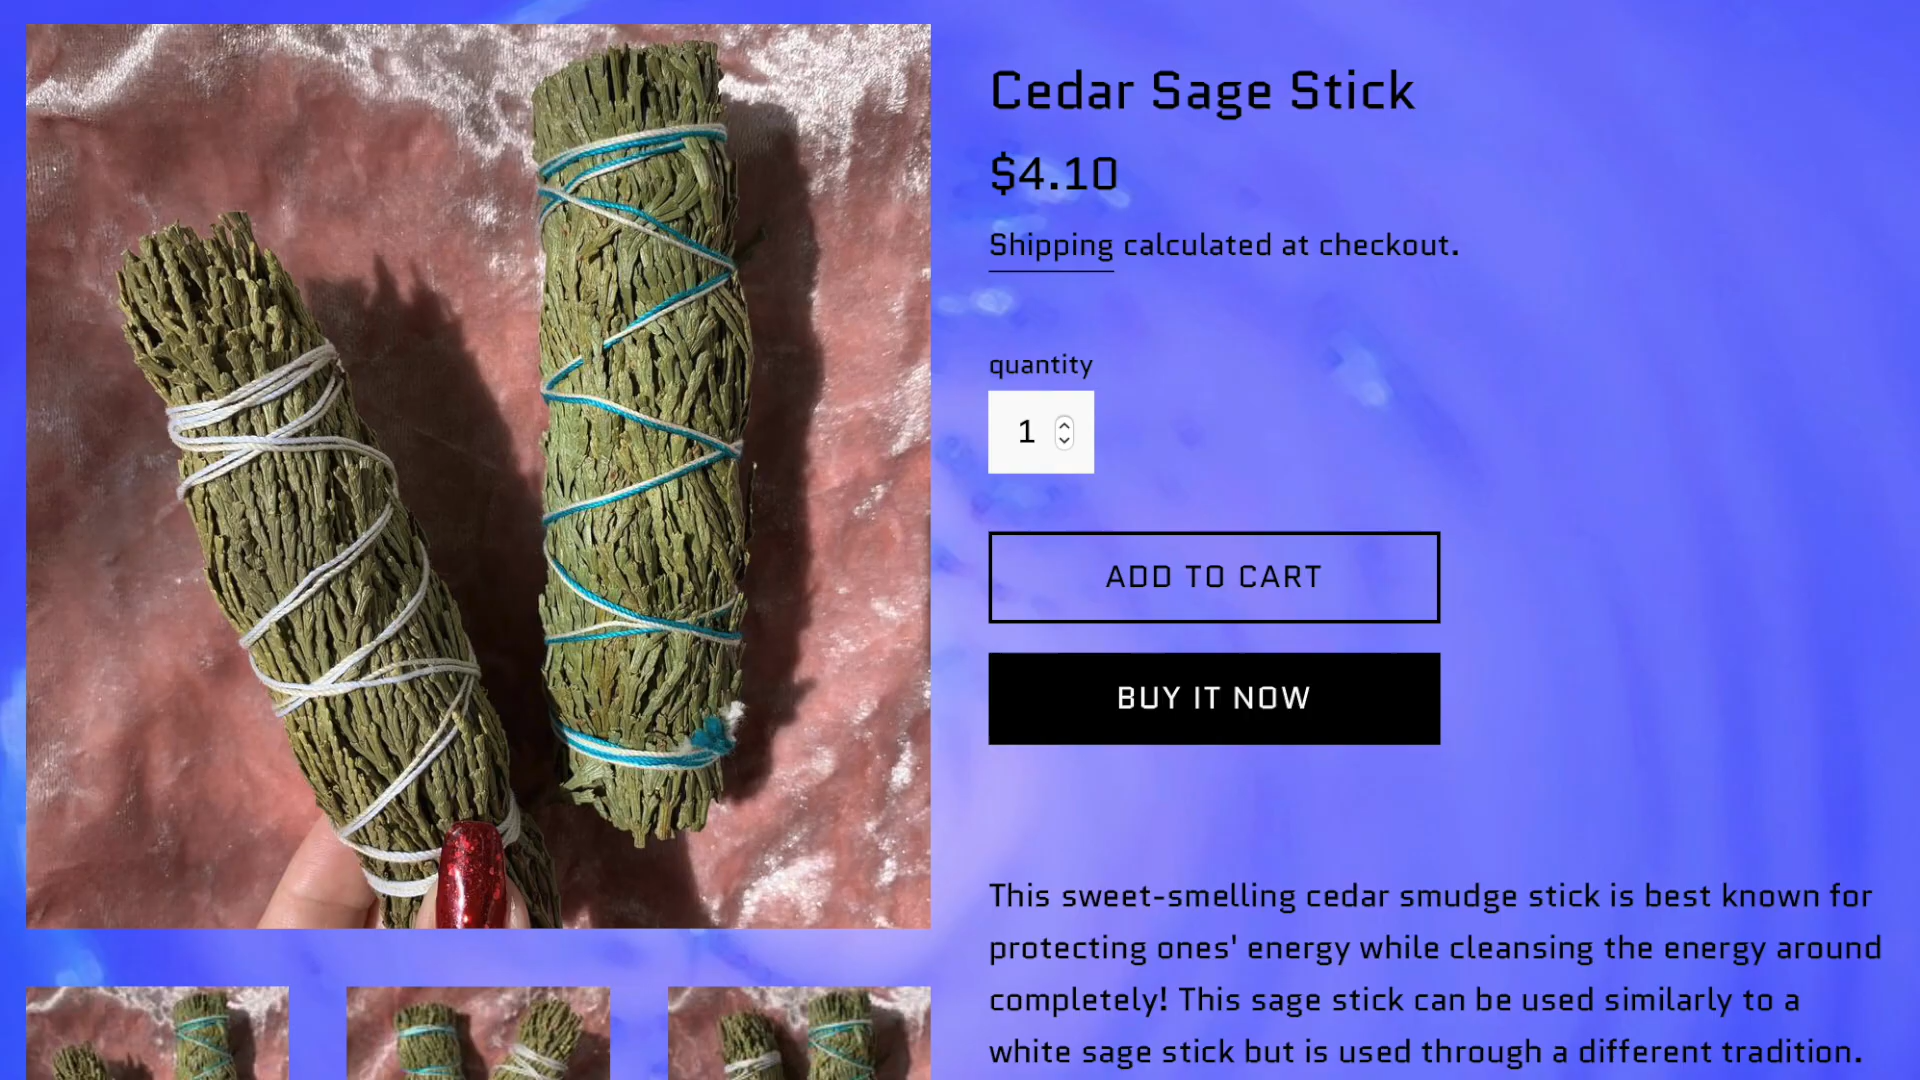 Cedar Sage Stick
$4.10
Shipping calculated at checkout.
quantity
1
ADD TO CART
BUY IT NOW
This sweet-smelling cedar smudge stick is best known for
protecting ones' energy while cleansing the energy around
completely! This sage stick can be used similarly to a
white sage stick but is used through a different tradition.